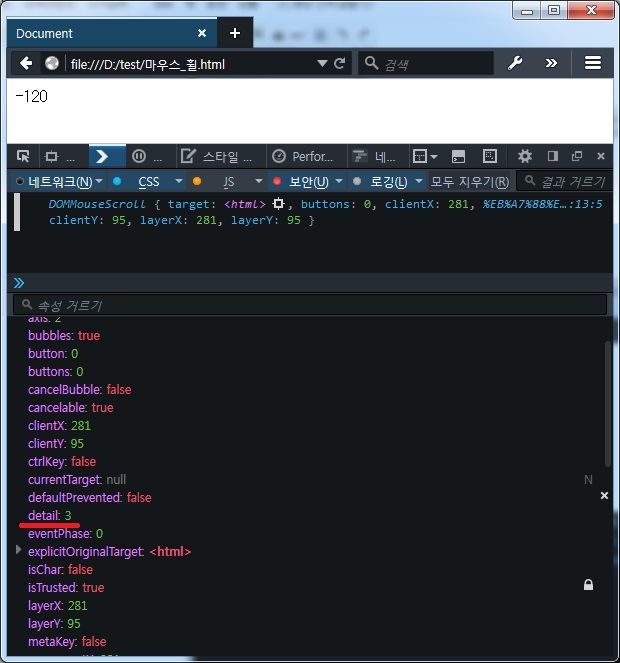 Document
file:///D:/test/마우스_휠.html
검색
-120
... ... 스타일 ... Perfor... 네...
네트워크(N) CSS JS 보안(U) 로깅(L) 모두 지우기(R) 결과 거르기
DOMMouseScroll { target: <html> , buttons: 0, clientX: 281, %EB%A7%88%E…:13:5
clientY: 95, layerX: 281, layerY: 95 }
속성 거르기
axis: 2
bubbles: true
button: 0
buttons: 0
cancelBubble: false
cancelable: true
clientX: 281
clientY: 95
ctrlKey: false
currentTarget: null N
defaultPrevented: false
detail: 3
eventPhase: 0
explicitOriginalTarget: <html>
isChar: false
isTrusted: true
layerX: 281
layerY: 95
metaKey: false